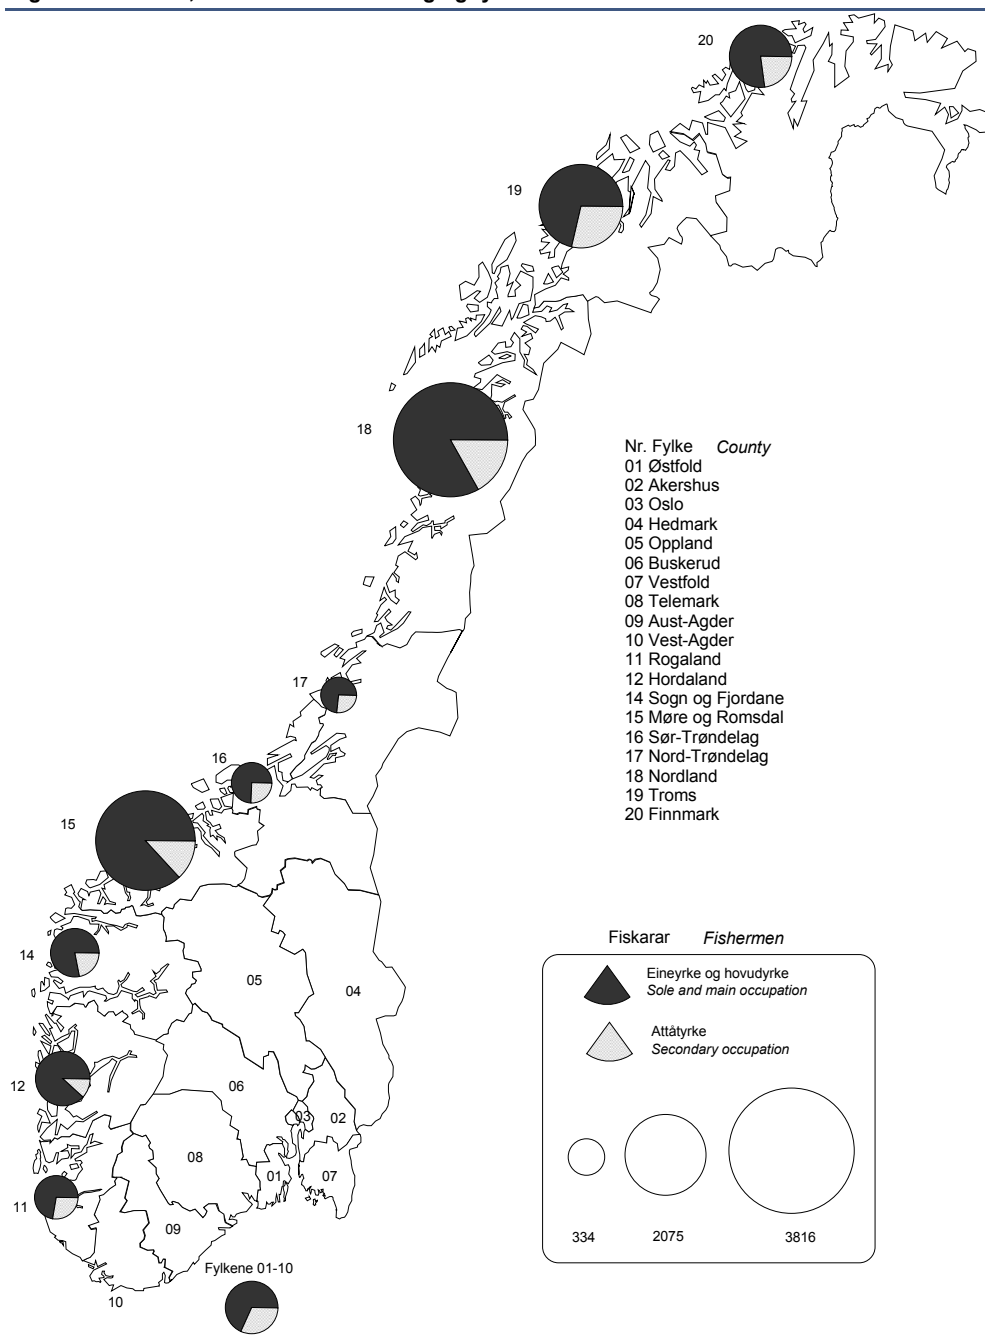 20
19
18
Nr. Fylke County
01 Østfold
02 Akershus
03 Oslo
04 Hedmark
05 Oppland
06 Buskerud
07 Vestfold
08 Telemark
09 Aust-Agder
10 Vest-Agder
11 Rogaland
12 Hordaland
14 Sogn og Fjordane
15 Møre og Romsdal
16 Sør-Trøndelag
17 Nord-Trøndelag
18 Nordland
19 Troms
20 Finnmark
17
16
15
14
05
04
12
06
03
02
08
01
07
11
09
10
Fylkene 01-10
Fiskarar Fishermen
Eineyrke og hovudyrke
Sole and main occupation
Attåtyrke
Secondary occupation
334 2075 3816